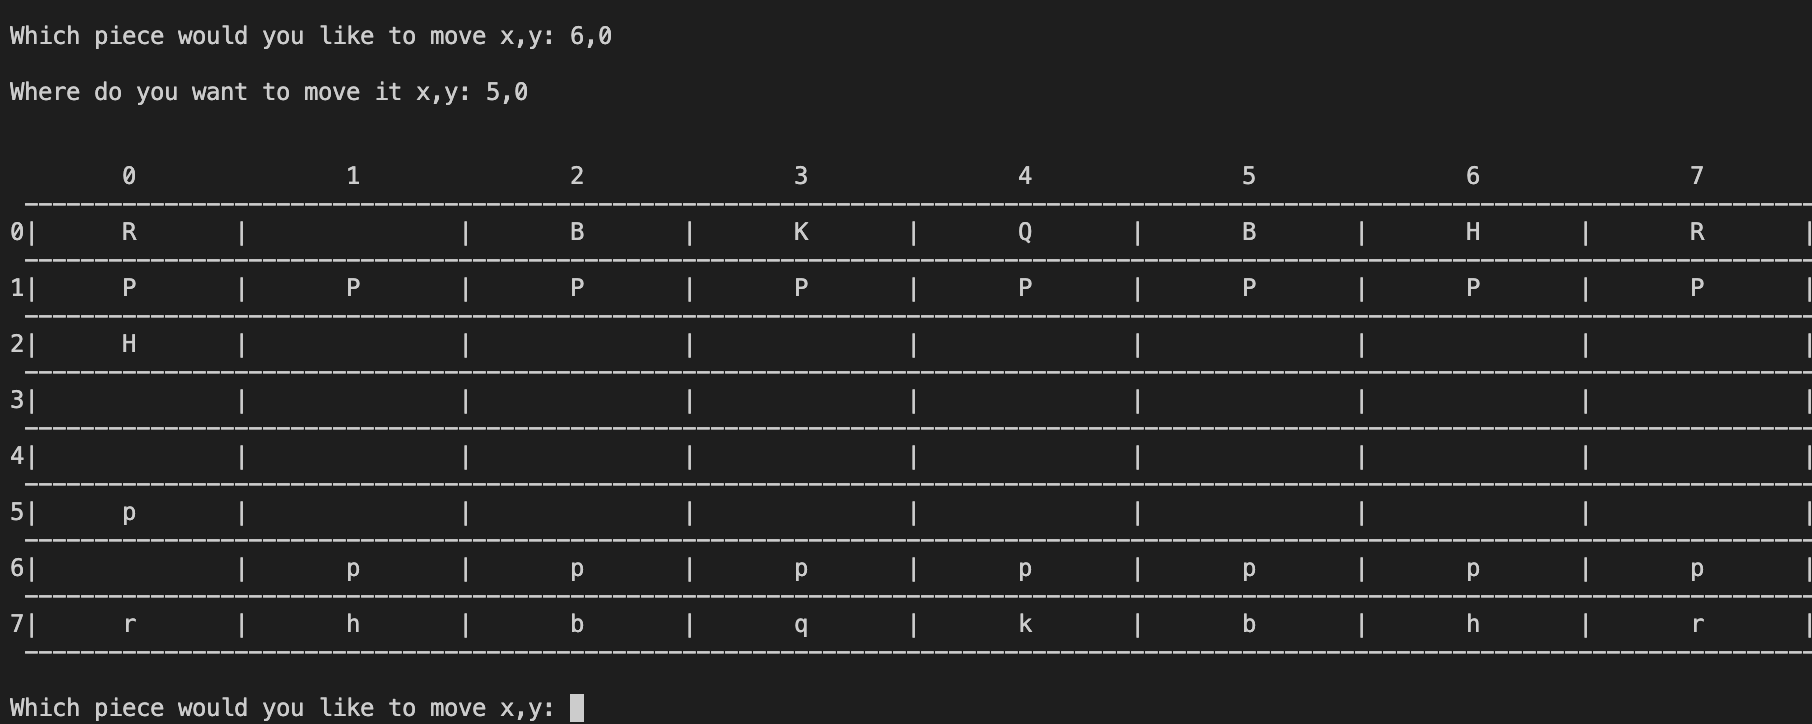 Which piece would you like to move x,y: 6,0
Where do you want to move it x,y: 5,0
0 1 2 3 4 5 6 7
0| R | | B | K | Q | B | H | R |
1| P | P | P | P | P | P | P | P |
2| H | | | | | | | |
3| | | | | | | | |
4| | | | | | | | |
5| p | | | | | | | |
6| | p | p | p | p | p | p | p |
7| r | h | b | q | k | b | h | r |
Which piece would you like to move x,y: